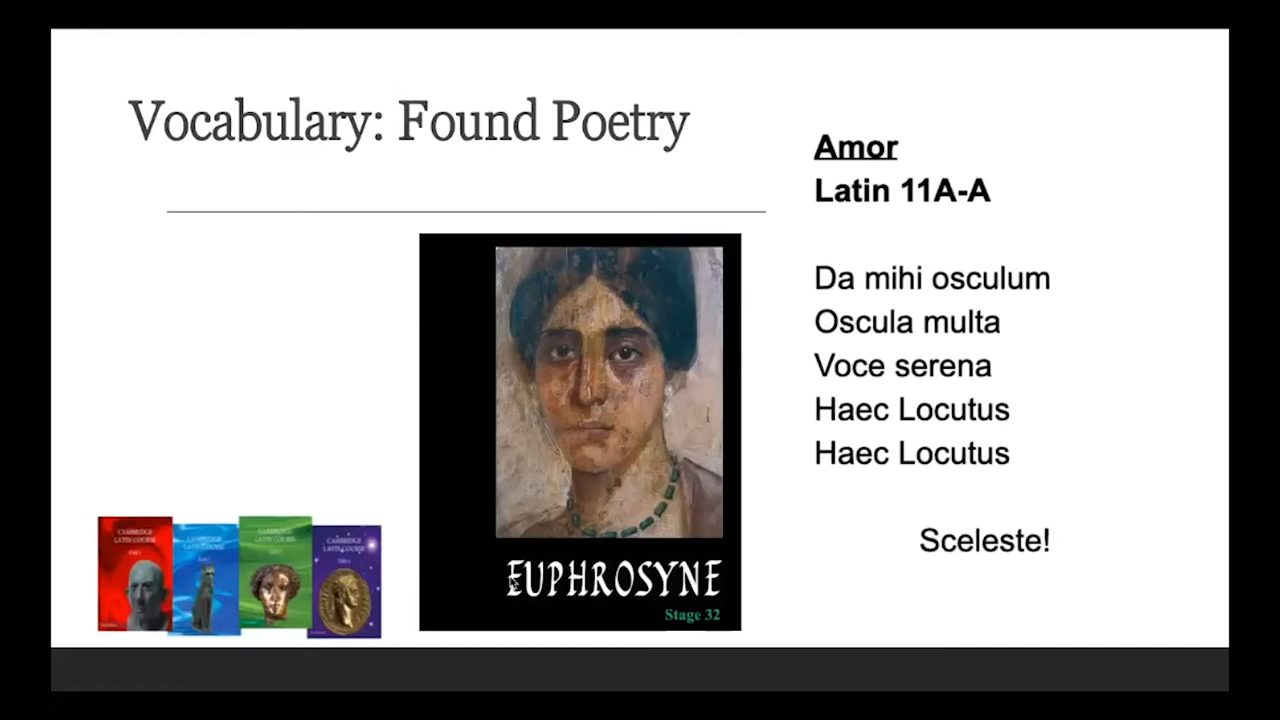 Vocabulary: Found Poetry
Amor
Latin 11A-A
Da mihi osculum
Oscula multa
Voce serena
Haec Locutus
Haec Locutus
Sceleste!
EUPHROSYNE
Stage 32
CAMBRIDGE
LATIN COURSE
CAMBRIDGE
LATIN COURSE
CAMBRIDGE
LATIN COURSE
CAMBRIDGE
LATIN COURSE